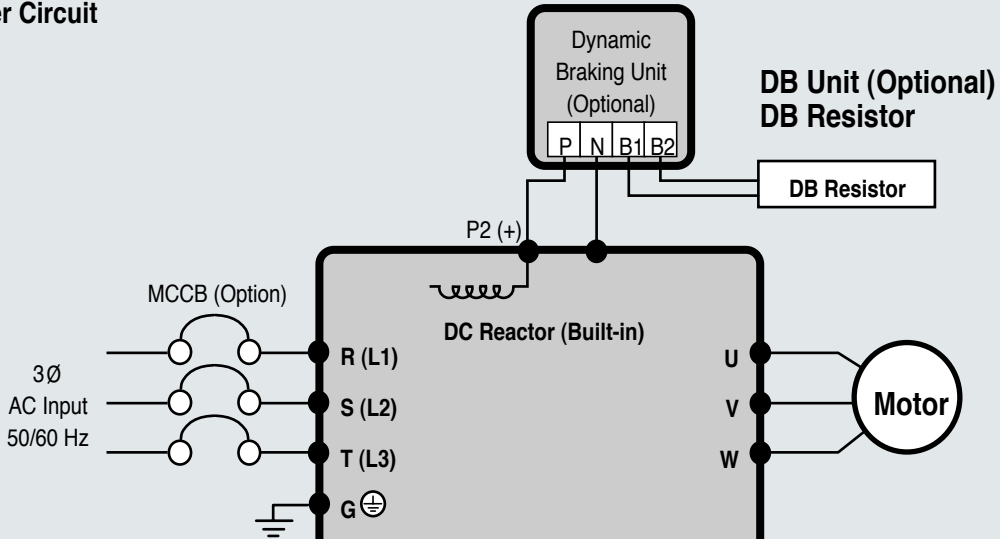 er Circuit
Dynamic
Braking Unit
(Optional)
P N B1 B2
DB Unit (Optional)
DB Resistor
DB Resistor
P2 (+)
MCCB (Option)
DC Reactor (Built-in)
3Ø
AC Input
50/60 Hz
R (L1)
S (L2)
T (L3)
G
U
V
W
Motor